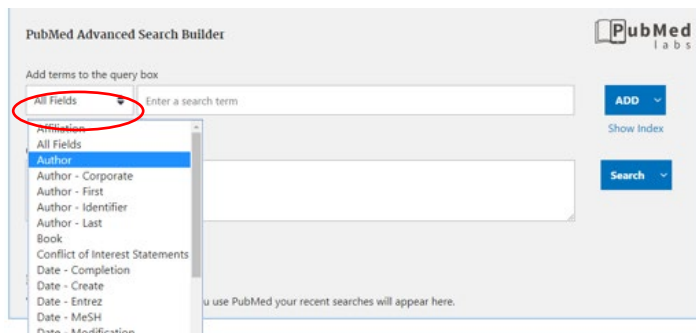 PubMed Advanced Search Builder
PubMed
labs
Add terms to the query box
All Fields
Enter a search term
ADD
Show Index
Affiliation
All Fields
Author
Author - Corporate
Author - First
Author - Identifier
Author - Last
Book
Conflict of Interest Statements
Date - Completion
Date - Create
Date - Entrez
Date - MeSH
Date - Modification
Search
u use PubMed your recent searches will appear here.